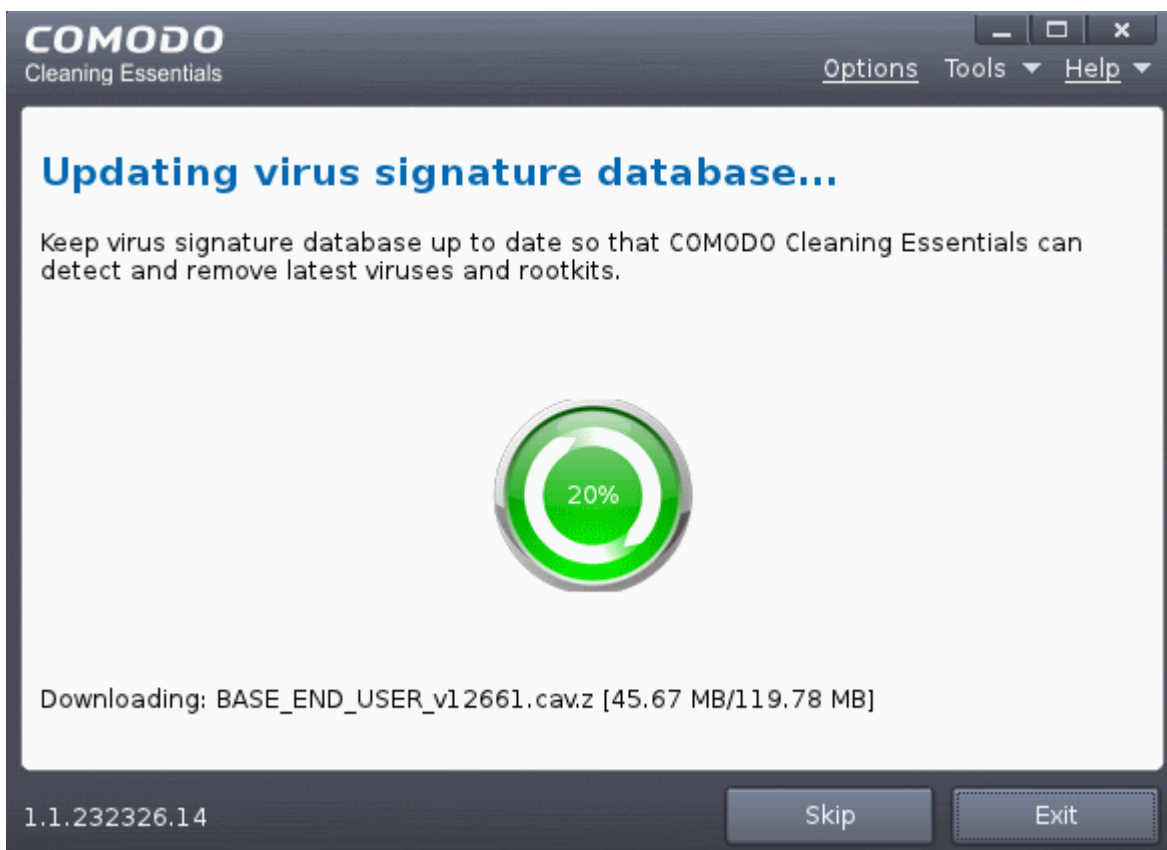 COMODO
Cleaning Essentials
Options Tools Help
Updating virus signature database...
Keep virus signature database up to date so that COMODO Cleaning Essentials can
detect and remove latest viruses and rootkits.
20%
Downloading: BASE_END_USER_v12661.cav.z [45.67 MB/119.78 MB]
1.1.232326.14
Skip
Exit